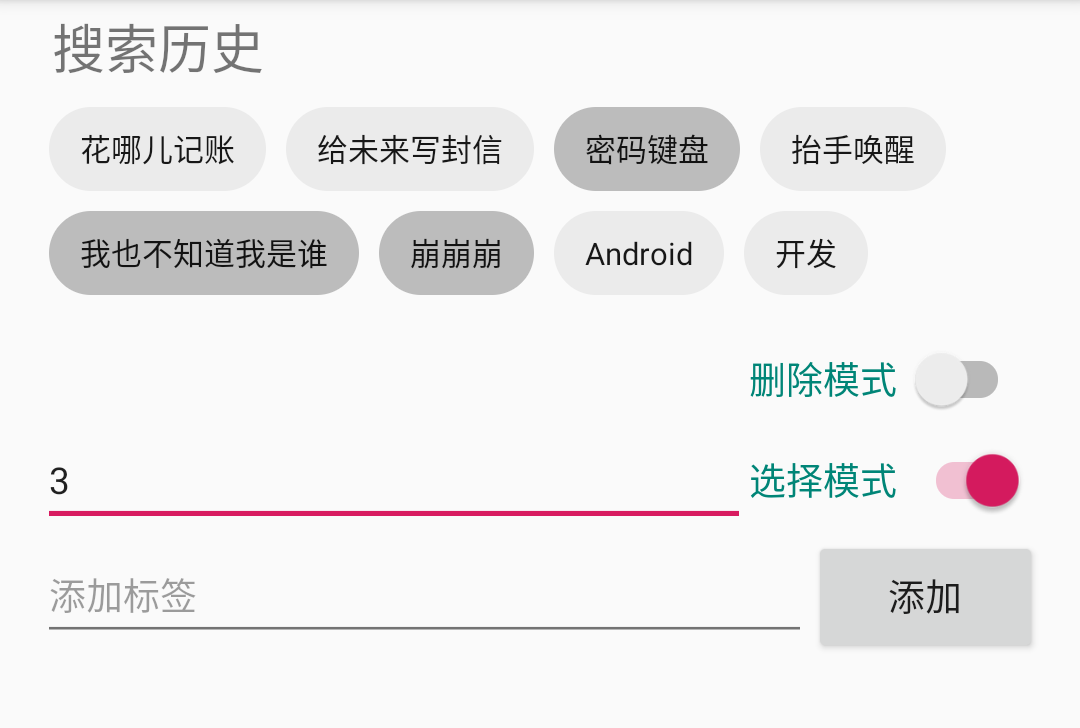 搜索历史
花哪儿记账 给未来写封信 密码键盘 抬手唤醒
我也不知道我是谁 崩崩崩 Android 开发
删除模式
3 选择模式
添加标签 添加